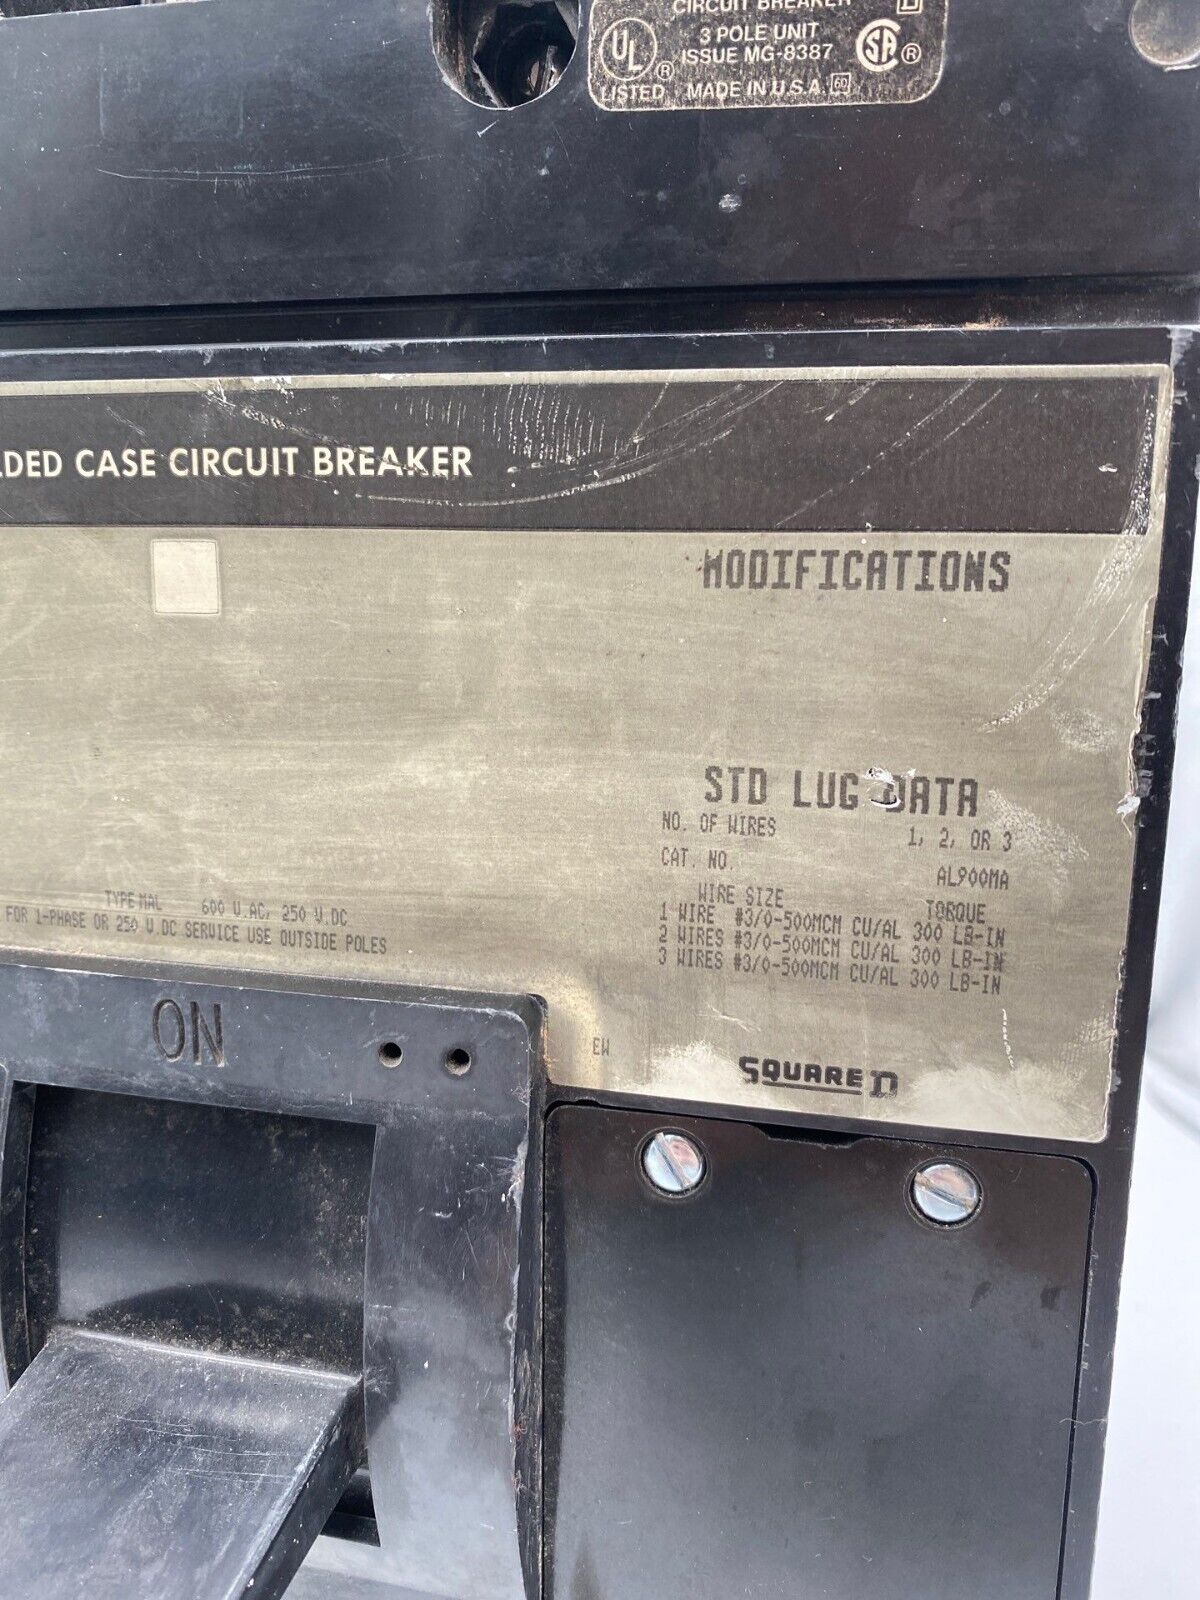 CIRCUIT BREAKER
3 POLE UNIT
ISSUE MG-8387
UL ® SA ®
LISTED MADE IN U.S.A. 60
LDED CASE CIRCUIT BREAKER
MODIFICATIONS
STD LUG DATA
NO. OF WIRES 1, 2, OR 3
CAT. NO. AL900MA
WIRE SIZE TORQUE
1 WIRE #3/0-500MCM CU/AL 300 LB-IN
2 WIRES #3/0-500MCM CU/AL 300 LB-IN
3 WIRES #3/0-500MCM CU/AL 300 LB-IN
TYPE MAL 600 V.AC, 250 V.DC
FOR 1-PHASE OR 250 V.DC SERVICE USE OUTSIDE POLES
EW
SQUARE D
ON